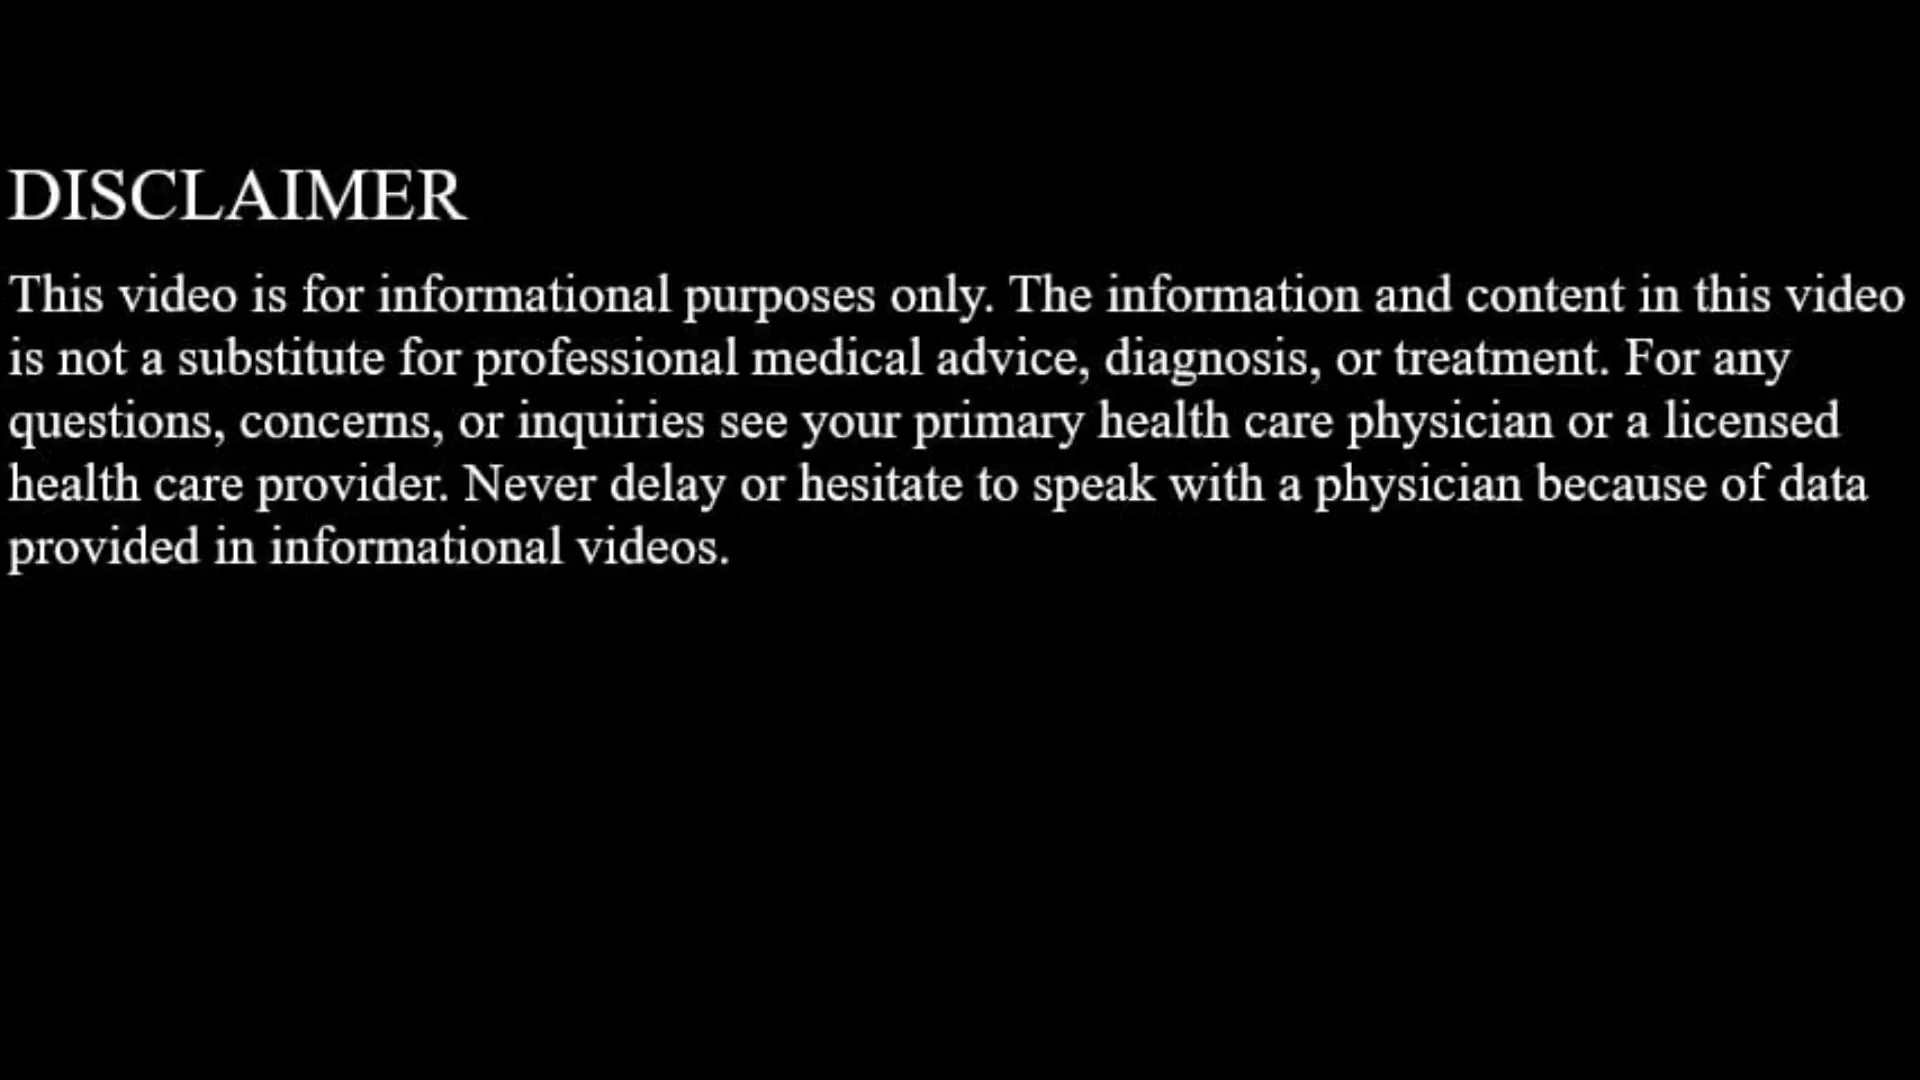 DISCLAIMER
This video is for informational purposes only. The information and content in this video
is not a substitute for professional medical advice, diagnosis, or treatment. For any
questions, concerns, or inquiries see your primary health care physician or a licensed
health care provider. Never delay or hesitate to speak with a physician because of data
provided in informational videos.